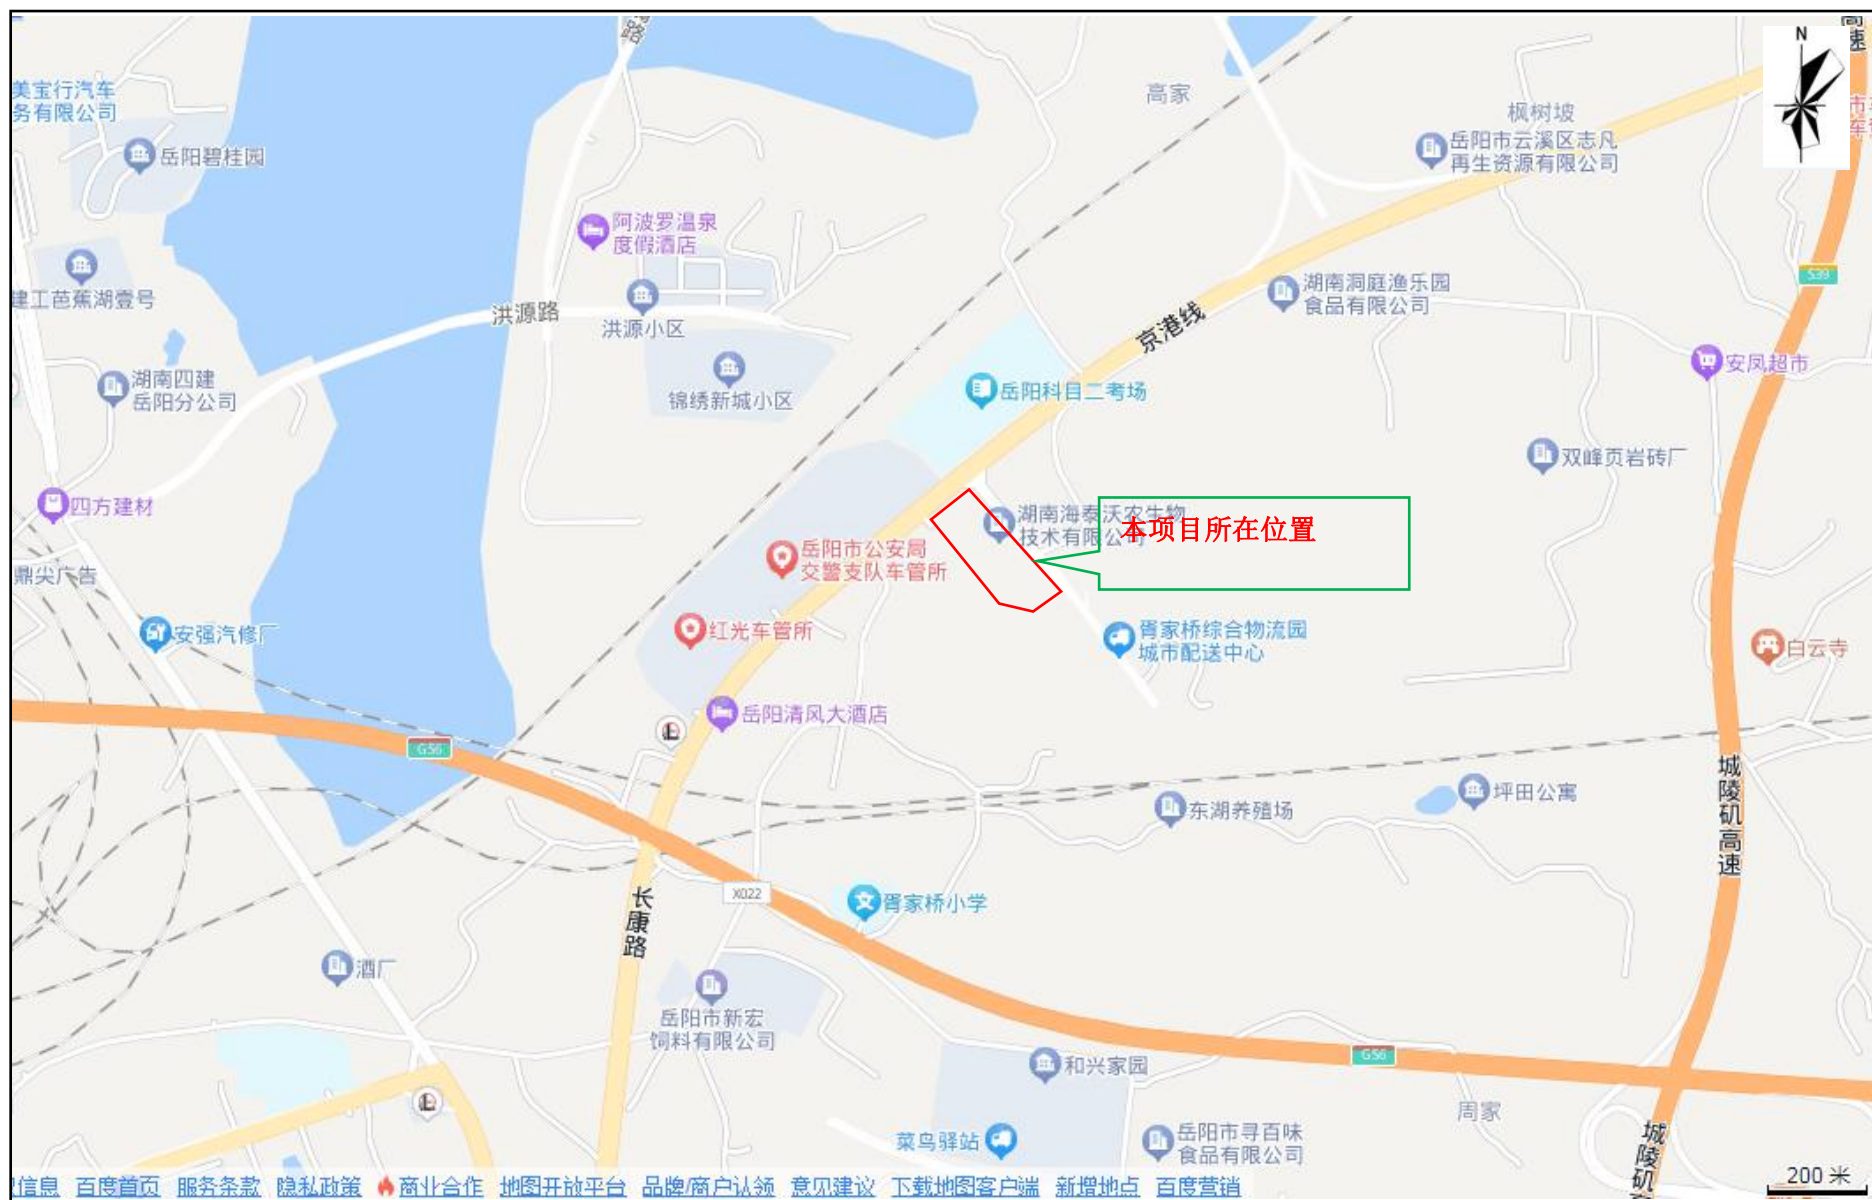 路
N
速
美宝行汽车
务有限公司
岳阳碧桂园
高家
枫树坡
岳阳市云溪区志凡
再生资源有限公司
阿波罗温泉
度假酒店
建工芭蕉湖壹号
洪源路
洪源小区
湖南洞庭渔乐园
食品有限公司
S39
京港线
安凤超市
湖南四建
岳阳分公司
锦绣新城小区
岳阳科目二考场
双峰页岩砖厂
四方建材
湖南海泰沃农生物
技术有限公司
本项目所在位置
岳阳市公安局
交警支队车管所
鼎尖广告
安强汽修厂
红光车管所
胥家桥综合物流园
城市配送中心
白云寺
岳阳清风大酒店
G56
城陵矶高速
坪田公寓
东湖养殖场
X022
长康路
胥家桥小学
酒厂
岳阳市新宏
饲料有限公司
和兴家园
G56
周家
菜鸟驿站
岳阳市寻百味
食品有限公司
城陵矶
200 米
信息 百度首页 服务条款 隐私政策 商业合作 地图开放平台 品牌/商户认领 意见建议 下载地图客户端 新增地点 百度营销